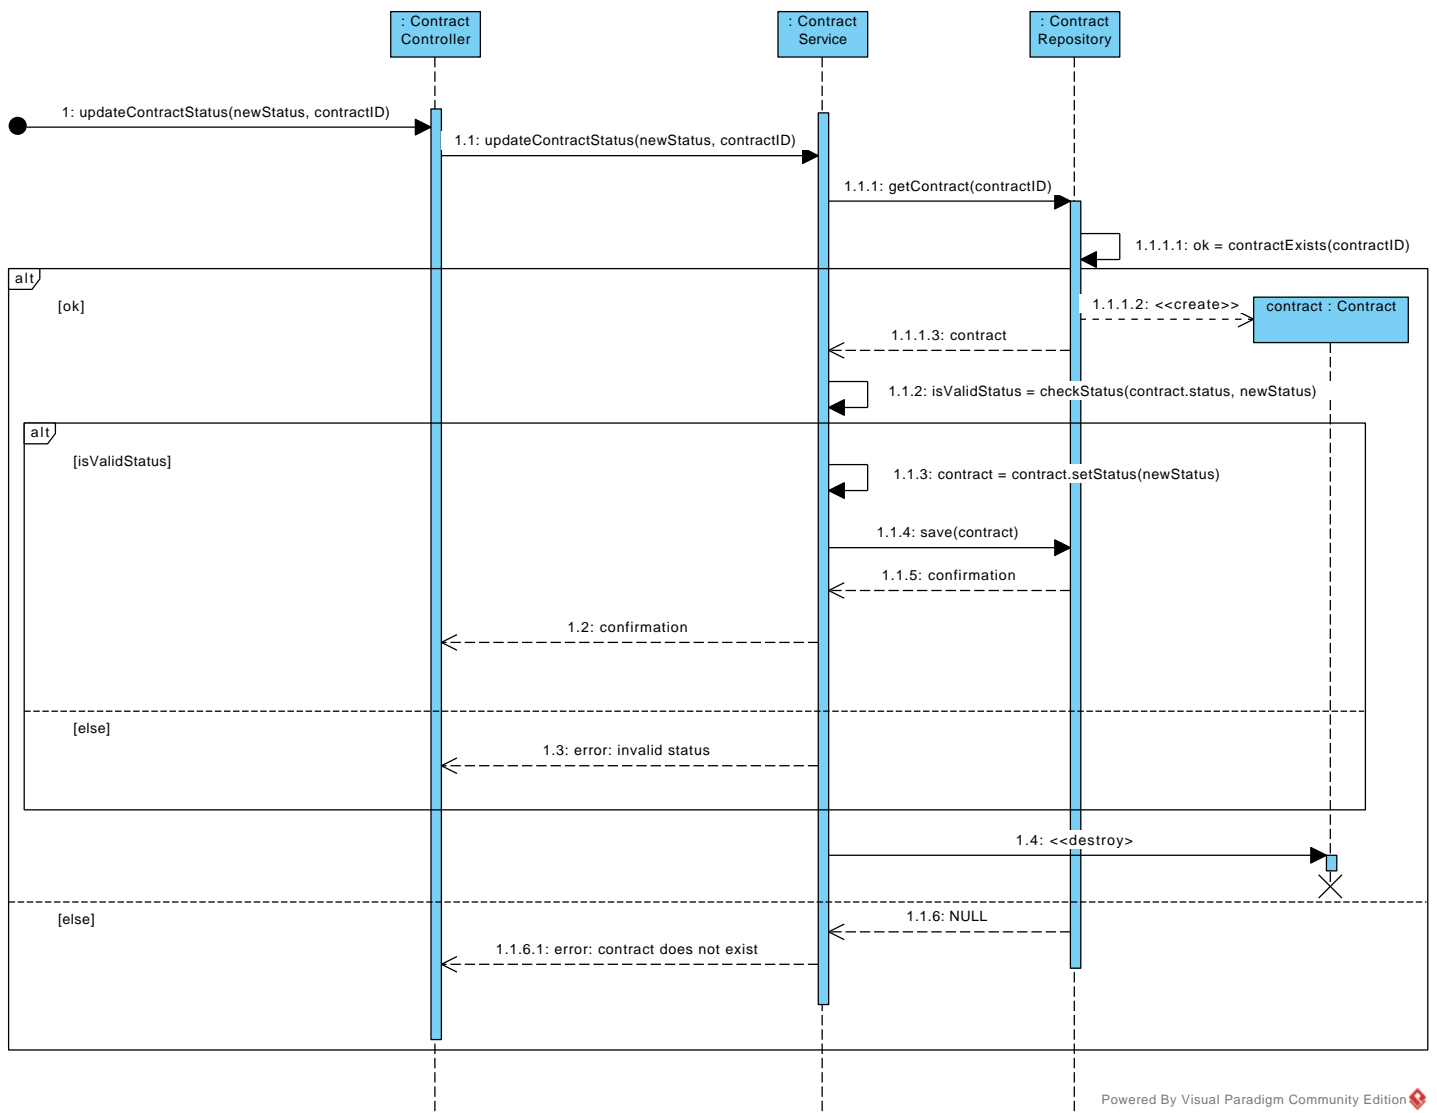 : Contract
Controller
: Contract
Service
: Contract
Repository
1: updateContractStatus(newStatus, contractID)
1.1: updateContractStatus(newStatus, contractID)
1.1.1: getContract(contractID)
1.1.1.1: ok = contractExists(contractID)
alt
[ok]
1.1.1.2: <<create>>
contract : Contract
1.1.1.3: contract
1.1.2: isValidStatus = checkStatus(contract.status, newStatus)
alt
[isValidStatus]
1.1.3: contract = contract.setStatus(newStatus)
1.1.4: save(contract)
1.1.5: confirmation
1.2: confirmation
[else]
1.3: error: invalid status
1.4: <<destroy>
[else]
1.1.6: NULL
1.1.6.1: error: contract does not exist
Powered By Visual Paradigm Community Edition